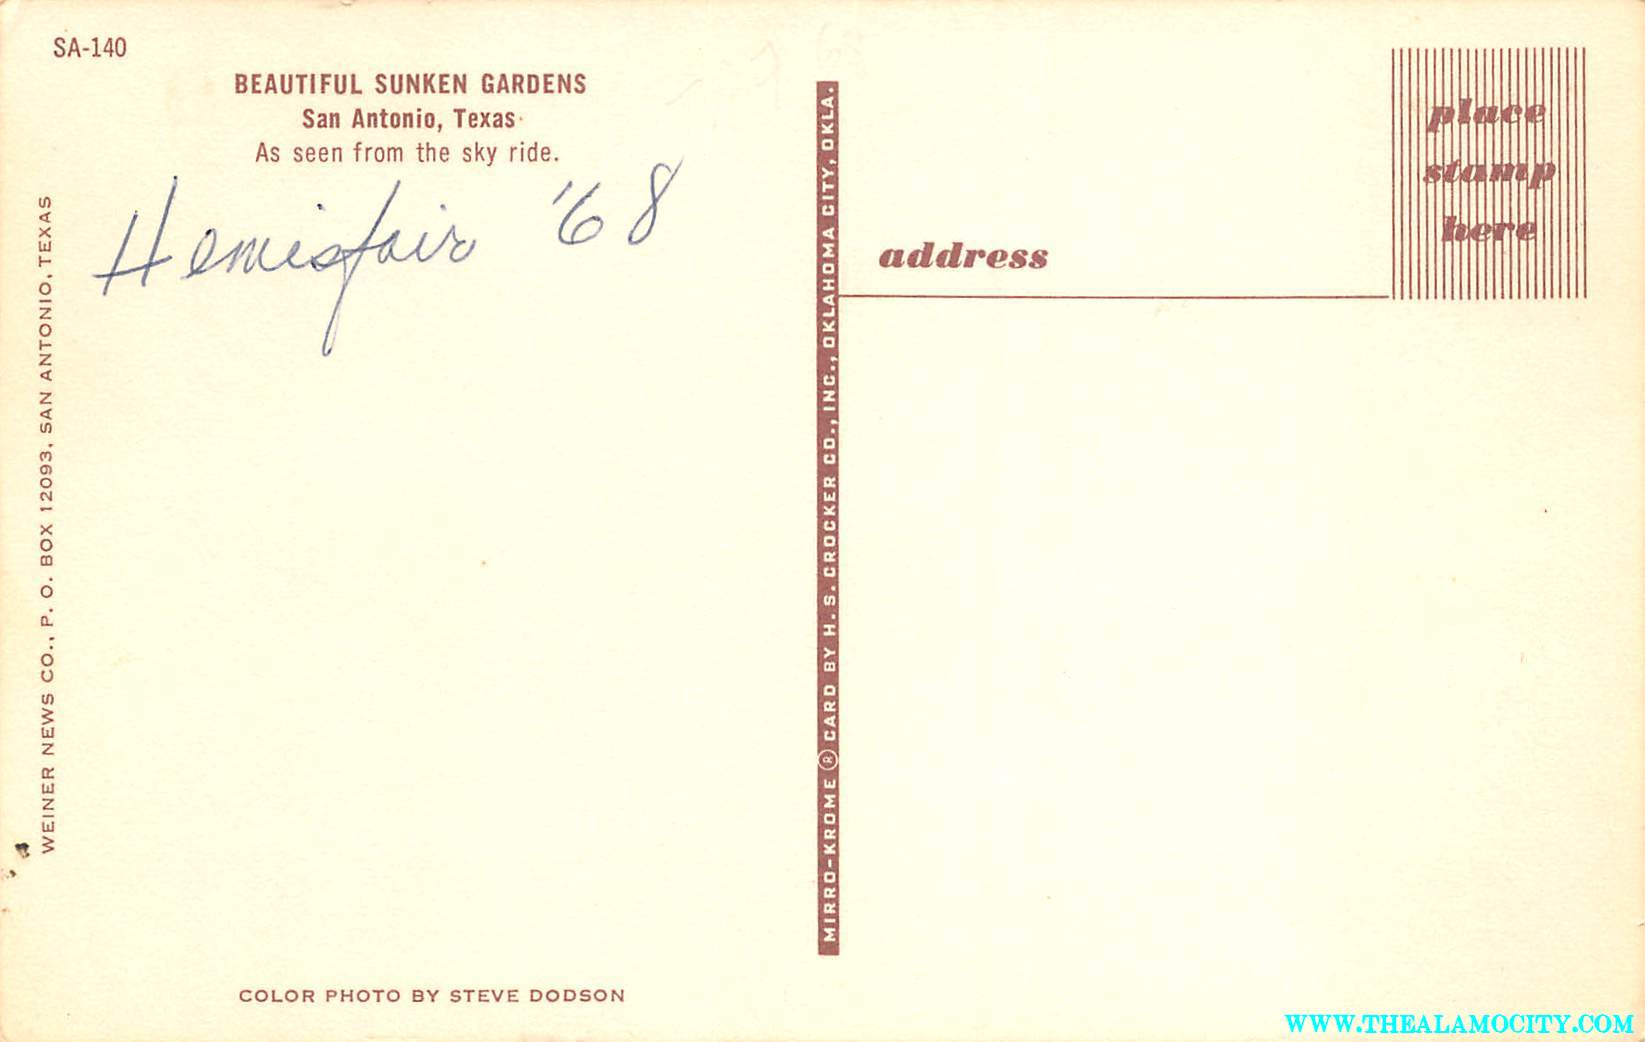 SA-140
BEAUTIFUL SUNKEN GARDENS
San Antonio, Texas
As seen from the sky ride.
Hemisfair '68
WEINER NEWS CO., P. O. BOX 12093, SAN ANTONIO, TEXAS
COLOR PHOTO BY STEVE DODSON
MIRRO-KROME ® CARD BY H. S. CROCKER CO., INC., OKLAHOMA CITY, OKLA.
place
stamp
here
address
WWW.THEALAMOCITY.COM